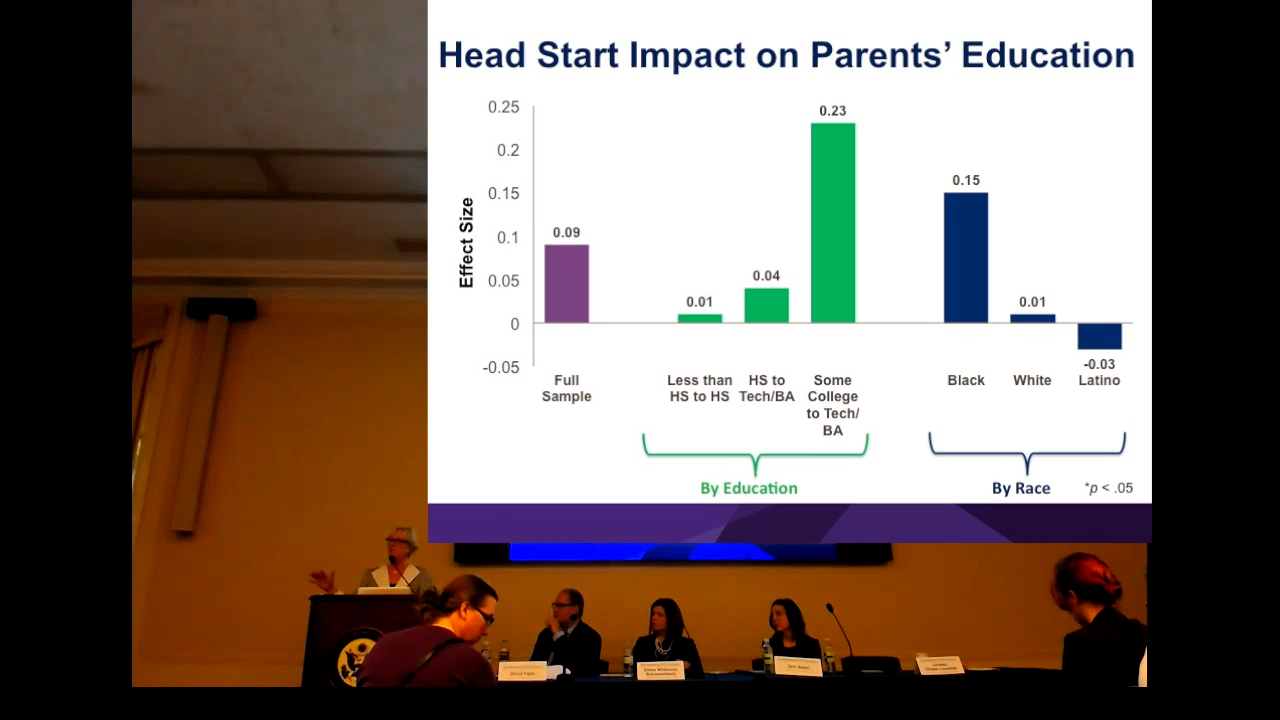 Head Start Impact on Parents’ Education
Effect Size
0.25
0.2
0.15
0.1
0.05
0
-0.05
0.09
0.01
0.04
0.23
0.15
0.01
-0.03
Full
Sample
Less than
HS to HS
HS to
Tech/BA
Some
College
to Tech/
BA
Black
White
Latino
By Education
By Race
*p < .05